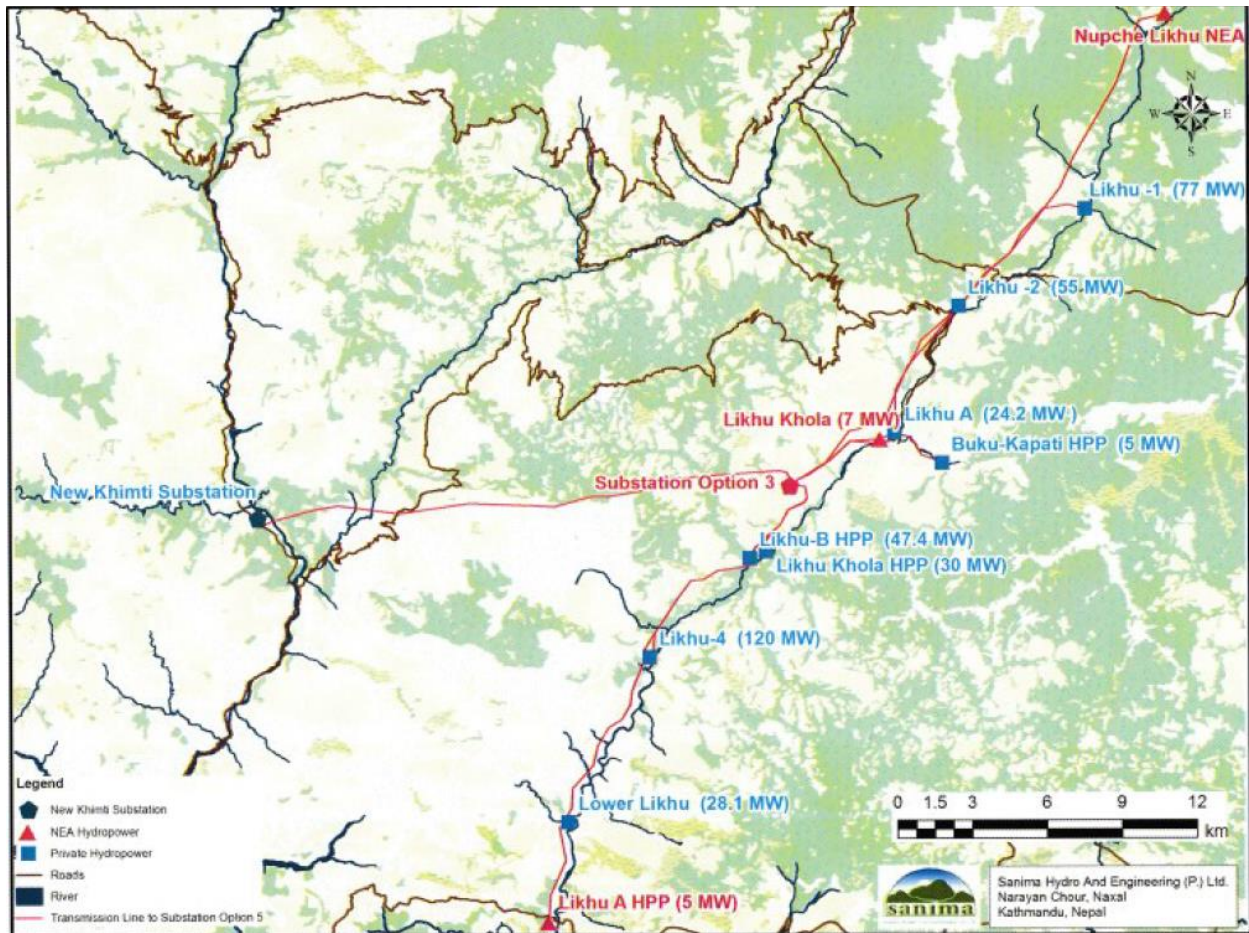 Nupche Likhu NEA
N
W E
S
Likhu -1 (77 MW)
Likhu -2 (55 MW)
Likhu Khola (7 MW)
Likhu A (24.2 MW)
Buku-Kapati HPP (5 MW)
New Khimti Substation
Substation Option 3
Likhu-B HPP (47.4 MW)
Likhu Khola HPP (30 MW)
Likhu-4 (120 MW)
Lower Likhu (28.1 MW)
Likhu A HPP (5 MW)
Legend
New Khimti Substation
NEA Hydropower
Private Hydropower
Roads
River
Transmission Line to Substation Option 5
0 1.5 3 6 9 12
km
sanima
Sanima Hydro And Engineering (P.) Ltd.
Narayan Chour, Naxal
Kathmandu, Nepal